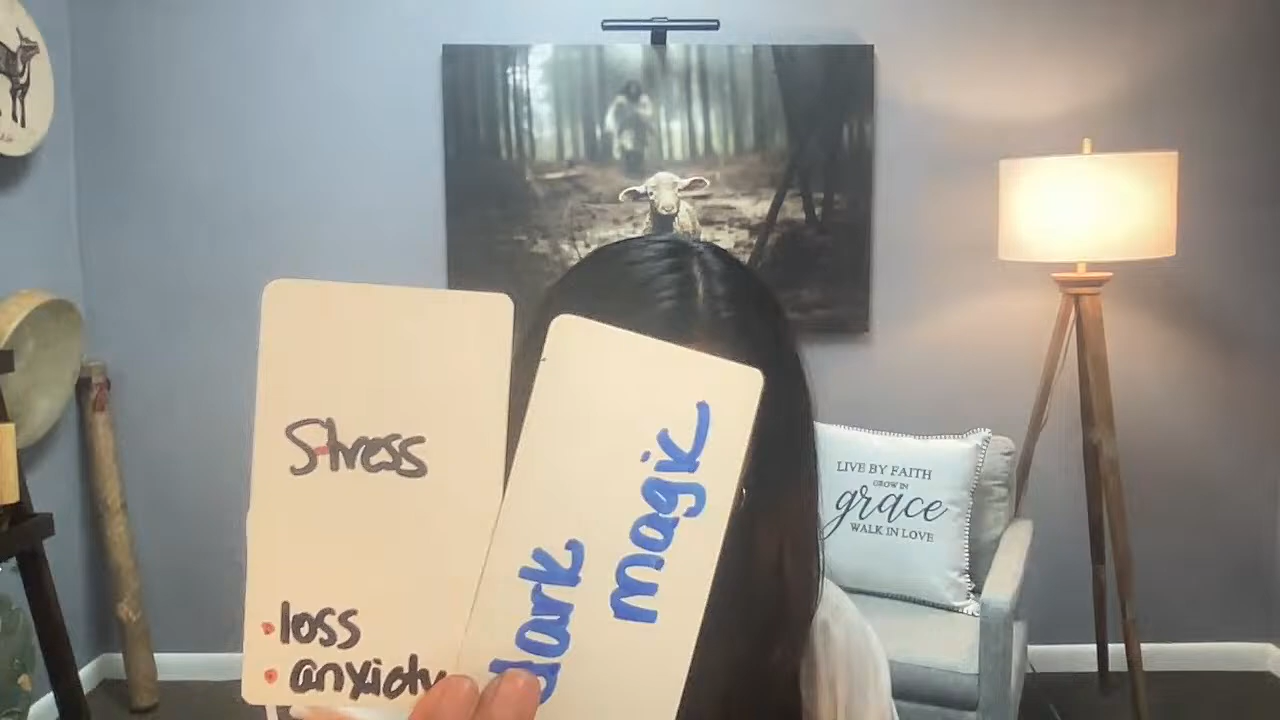 Stress
loss
anxiety
dark
magic
LIVE BY FAITH
GROW IN
grace
WALK IN LOVE